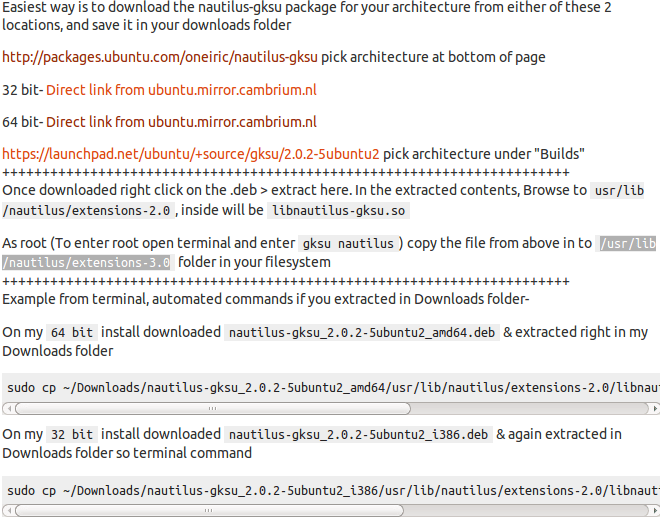 Easiest way is to download the nautilus-gksu package for your architecture from either of these 2
locations, and save it in your downloads folder
http://packages.ubuntu.com/oneiric/nautilus-gksu pick architecture at bottom of page
32 bit- Direct link from ubuntu.mirror.cambrium.nl
64 bit- Direct link from ubuntu.mirror.cambrium.nl
https://launchpad.net/ubuntu/+source/gksu/2.0.2-5ubuntu2 pick architecture under "Builds"
+++++++++++++++++++++++++++++++++++++++++++++++++++++++++++++++++++++++
Once downloaded right click on the .deb > extract here. In the extracted contents, Browse to usr/lib
/nautilus/extensions-2.0 , inside will be libnautilus-gksu.so
As root (To enter root open terminal and enter gksu nautilus ) copy the file from above in to /usr/lib
/nautilus/extensions-3.0 folder in your filesystem
+++++++++++++++++++++++++++++++++++++++++++++++++++++++++++++++++++++++
Example from terminal, automated commands if you extracted in Downloads folder-
On my 64 bit install downloaded nautilus-gksu_2.0.2-5ubuntu2_amd64.deb & extracted right in my
Downloads folder
sudo cp ~/Downloads/nautilus-gksu_2.0.2-5ubuntu2_amd64/usr/lib/nautilus/extensions-2.0/libnaut
On my 32 bit install downloaded nautilus-gksu_2.0.2-5ubuntu2_i386.deb & again extracted in
Downloads folder so terminal command
sudo cp ~/Downloads/nautilus-gksu_2.0.2-5ubuntu2_i386/usr/lib/nautilus/extensions-2.0/libnaut